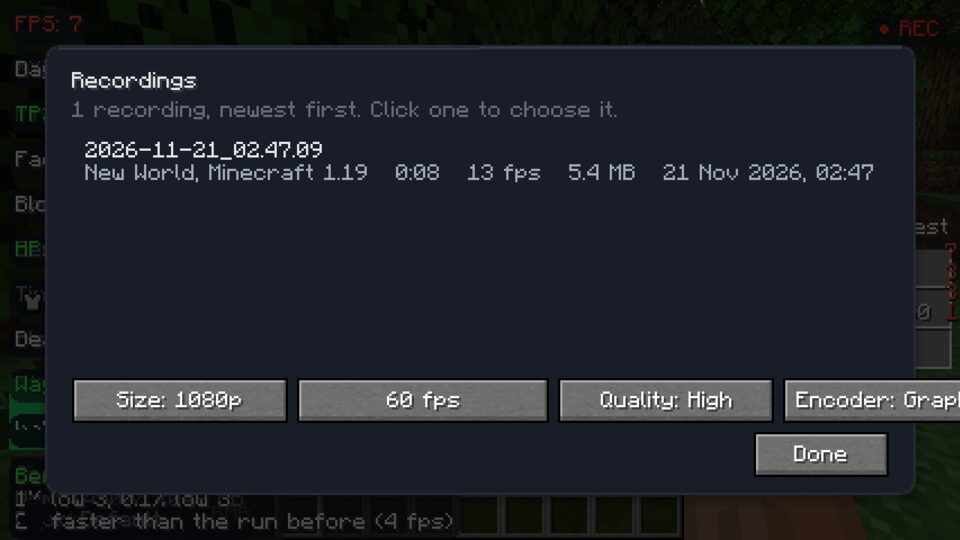 FPS: 7
REC
Recordings
1 recording, newest first. Click one to choose it.
2026-11-21_02.47.09
New World, Minecraft 1.19 0:08 13 fps 5.4 MB 21 Nov 2026, 02:47
Size: 1080p
60 fps
Quality: High
Encoder: Grap
Done
faster than the run before (4 fps)